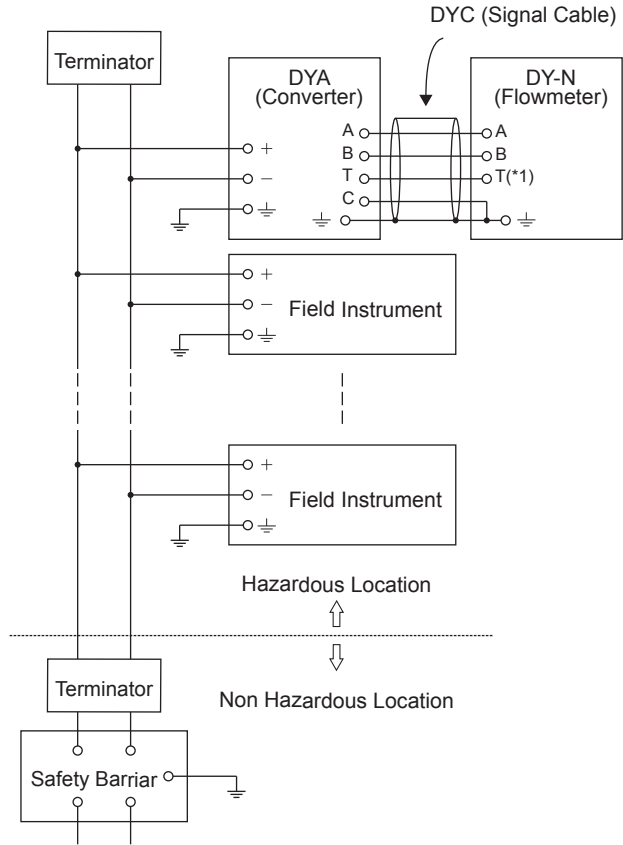 DYC (Signal Cable)
Terminator
DYA
(Converter)
DY-N
(Flowmeter)
A
A
+
B
B
−
T
T(*1)
C
+
−
Field Instrument
+
−
Field Instrument
Hazardous Location
Terminator
Non Hazardous Location
Safety Barriar